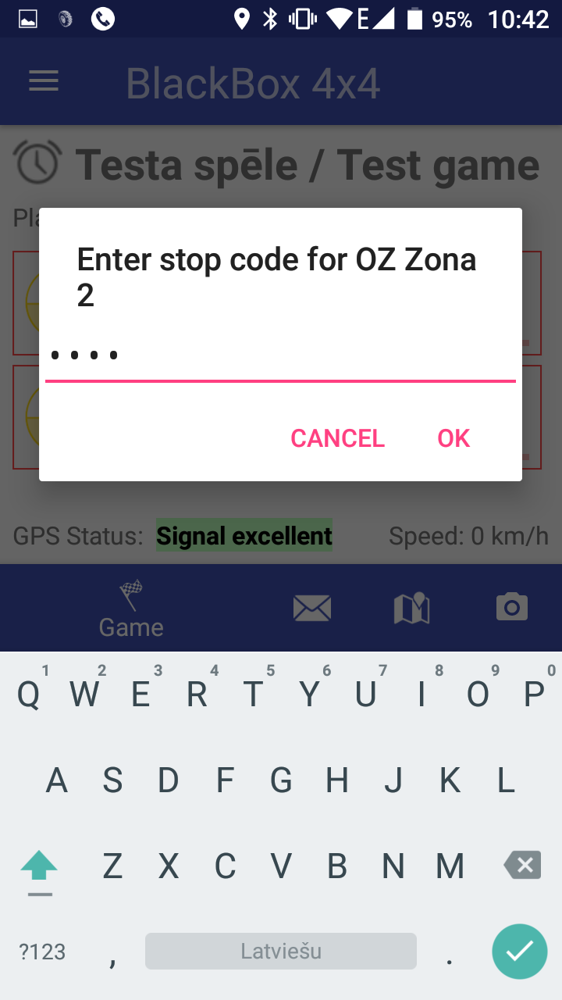 E 95% 10:42
BlackBox 4x4
Testa spēle / Test game
Enter stop code for OZ Zona
2
••••
CANCEL OK
GPS Status: Signal excellent Speed: 0 km/h
Game
1 2 3 4 5 6 7 8 9 0
Q W E R T Y U I O P
A S D F G H J K L
Z X C V B N M
?123 , Latviešu .